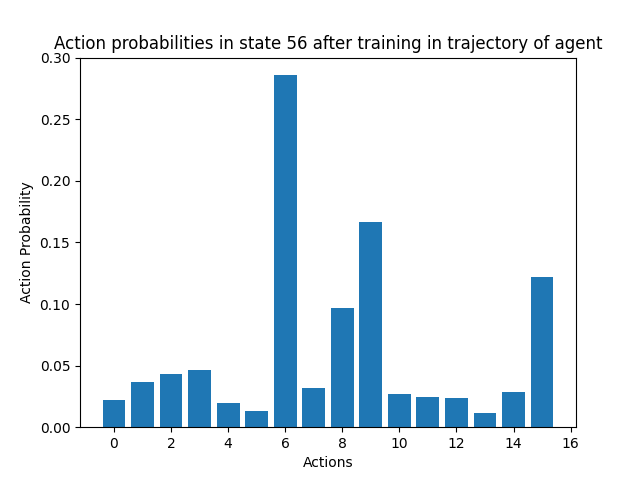 Action probabilities in state 56 after training in trajectory of agent
0.30
0.25
0.20
0.15
0.10
0.05
0.00
Action Probability
0 2 4 6 8 10 12 14 16
Actions